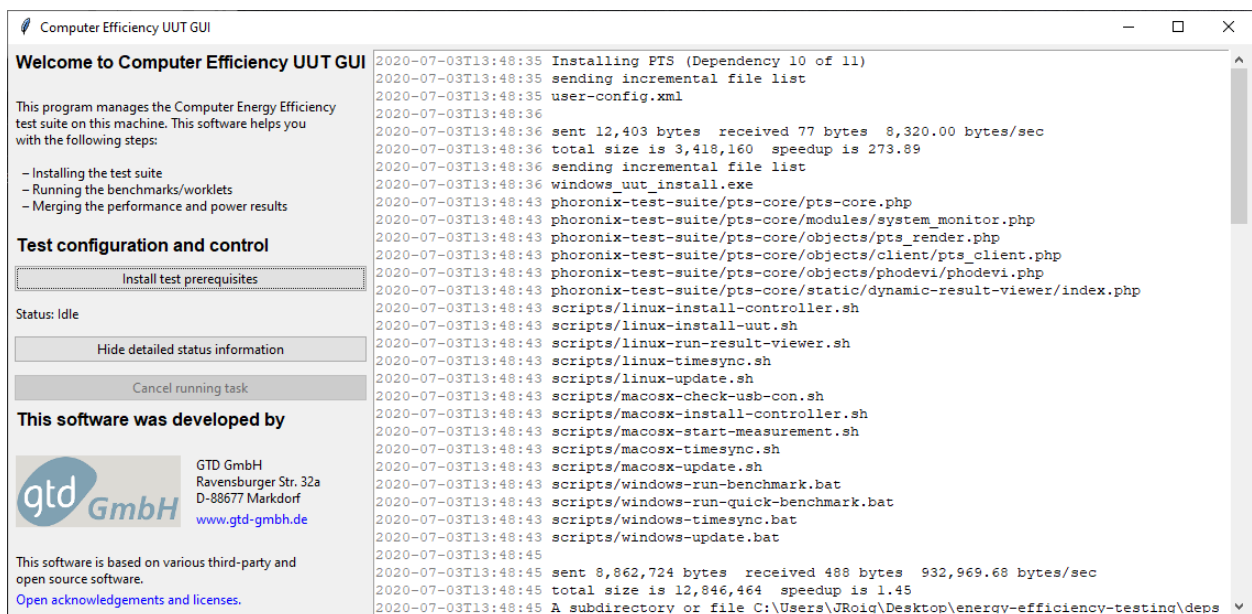 Computer Efficiency UUT GUI
Welcome to Computer Efficiency UUT GUI
This program manages the Computer Energy Efficiency
test suite on this machine. This software helps you
with the following steps:
– Installing the test suite
– Running the benchmarks/worklets
– Merging the performance and power results
Test configuration and control
Install test prerequisites
Status: Idle
Hide detailed status information
Cancel running task
This software was developed by
gtd GmbH
GTD GmbH
Ravensburger Str. 32a
D-88677 Markdorf
www.gtd-gmbh.de
This software is based on various third-party and
open source software.
Open acknowledgements and licenses.
2020-07-03T13:48:35 Installing PTS (Dependency 10 of 11)
2020-07-03T13:48:35 sending incremental file list
2020-07-03T13:48:35 user-config.xml
2020-07-03T13:48:36
2020-07-03T13:48:36 sent 12,403 bytes  received 77 bytes  8,320.00 bytes/sec
2020-07-03T13:48:36 total size is 3,418,160  speedup is 273.89
2020-07-03T13:48:36 sending incremental file list
2020-07-03T13:48:36 windows_uut_install.exe
2020-07-03T13:48:43 phoronix-test-suite/pts-core/pts-core.php
2020-07-03T13:48:43 phoronix-test-suite/pts-core/modules/system_monitor.php
2020-07-03T13:48:43 phoronix-test-suite/pts-core/objects/pts_render.php
2020-07-03T13:48:43 phoronix-test-suite/pts-core/objects/client/pts_client.php
2020-07-03T13:48:43 phoronix-test-suite/pts-core/objects/phodevi/phodevi.php
2020-07-03T13:48:43 phoronix-test-suite/pts-core/static/dynamic-result-viewer/index.php
2020-07-03T13:48:43 scripts/linux-install-controller.sh
2020-07-03T13:48:43 scripts/linux-install-uut.sh
2020-07-03T13:48:43 scripts/linux-run-result-viewer.sh
2020-07-03T13:48:43 scripts/linux-timesync.sh
2020-07-03T13:48:43 scripts/linux-update.sh
2020-07-03T13:48:43 scripts/macosx-check-usb-con.sh
2020-07-03T13:48:43 scripts/macosx-install-controller.sh
2020-07-03T13:48:43 scripts/macosx-start-measurement.sh
2020-07-03T13:48:43 scripts/macosx-timesync.sh
2020-07-03T13:48:43 scripts/macosx-update.sh
2020-07-03T13:48:43 scripts/windows-run-benchmark.bat
2020-07-03T13:48:43 scripts/windows-run-quick-benchmark.bat
2020-07-03T13:48:43 scripts/windows-timesync.bat
2020-07-03T13:48:43 scripts/windows-update.bat
2020-07-03T13:48:45
2020-07-03T13:48:45 sent 8,862,724 bytes  received 488 bytes  932,969.68 bytes/sec
2020-07-03T13:48:45 total size is 12,846,464  speedup is 1.45
2020-07-03T13:48:45 A subdirectory or file C:\Users\JRoig\Desktop\energy-efficiency-testing\deps